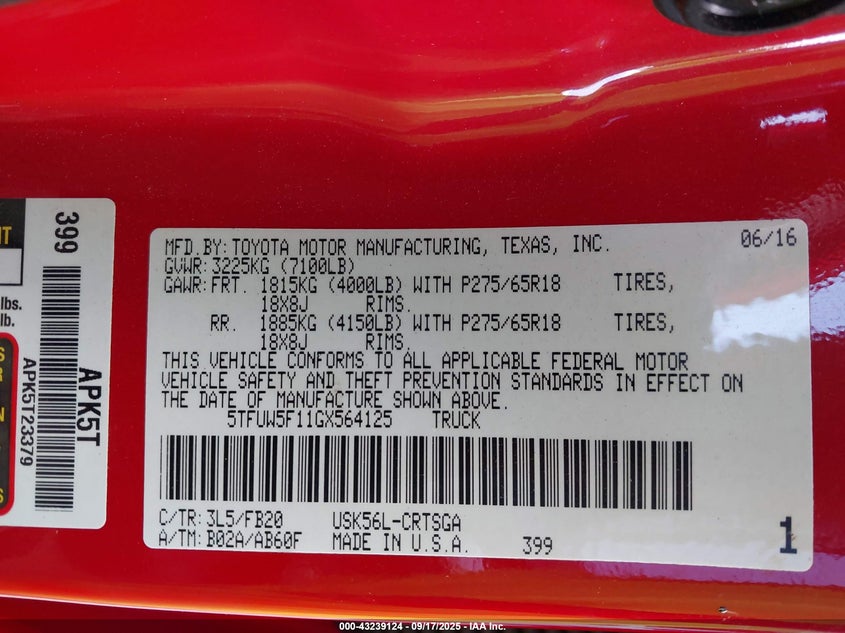 MFD.BY: TOYOTA MOTOR MANUFACTURING, TEXAS, INC. 06/16
GVWR: 3225KG (7100LB)
GAWR: FRT. 1815KG (4000LB) WITH P275/65R18 TIRES,
18X8J RIMS.
RR. 1885KG (4150LB) WITH P275/65R18 TIRES,
18X8J RIMS.
THIS VEHICLE CONFORMS TO ALL APPLICABLE FEDERAL MOTOR
VEHICLE SAFETY AND THEFT PREVENTION STANDARDS IN EFFECT ON
THE DATE OF MANUFACTURE SHOWN ABOVE.
5TFUW5F11GX564125 TRUCK
C/TR: 3L5/FB20 USK56L-CRTSGA
A/TM: B02A/AB60F MADE IN U.S.A. 399 1
399
APK5T
APK5T23379
lbs.
lb.
000-43239124 - 09/17/2025 - IAA Inc.